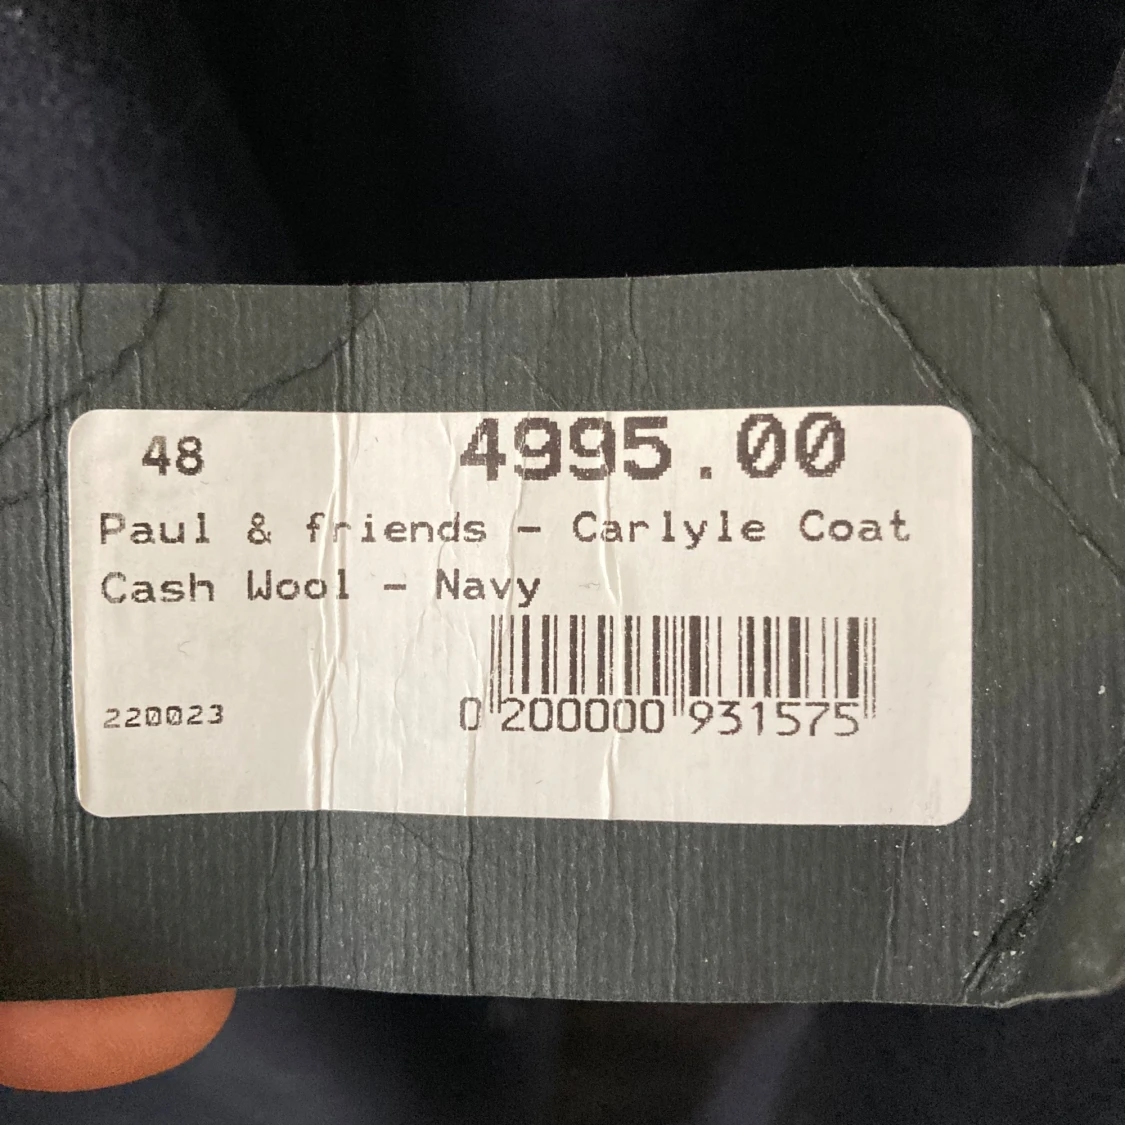 48 4995.00
Paul & friends - Carlyle Coat
Cash Wool - Navy
220023 0 200000 931575